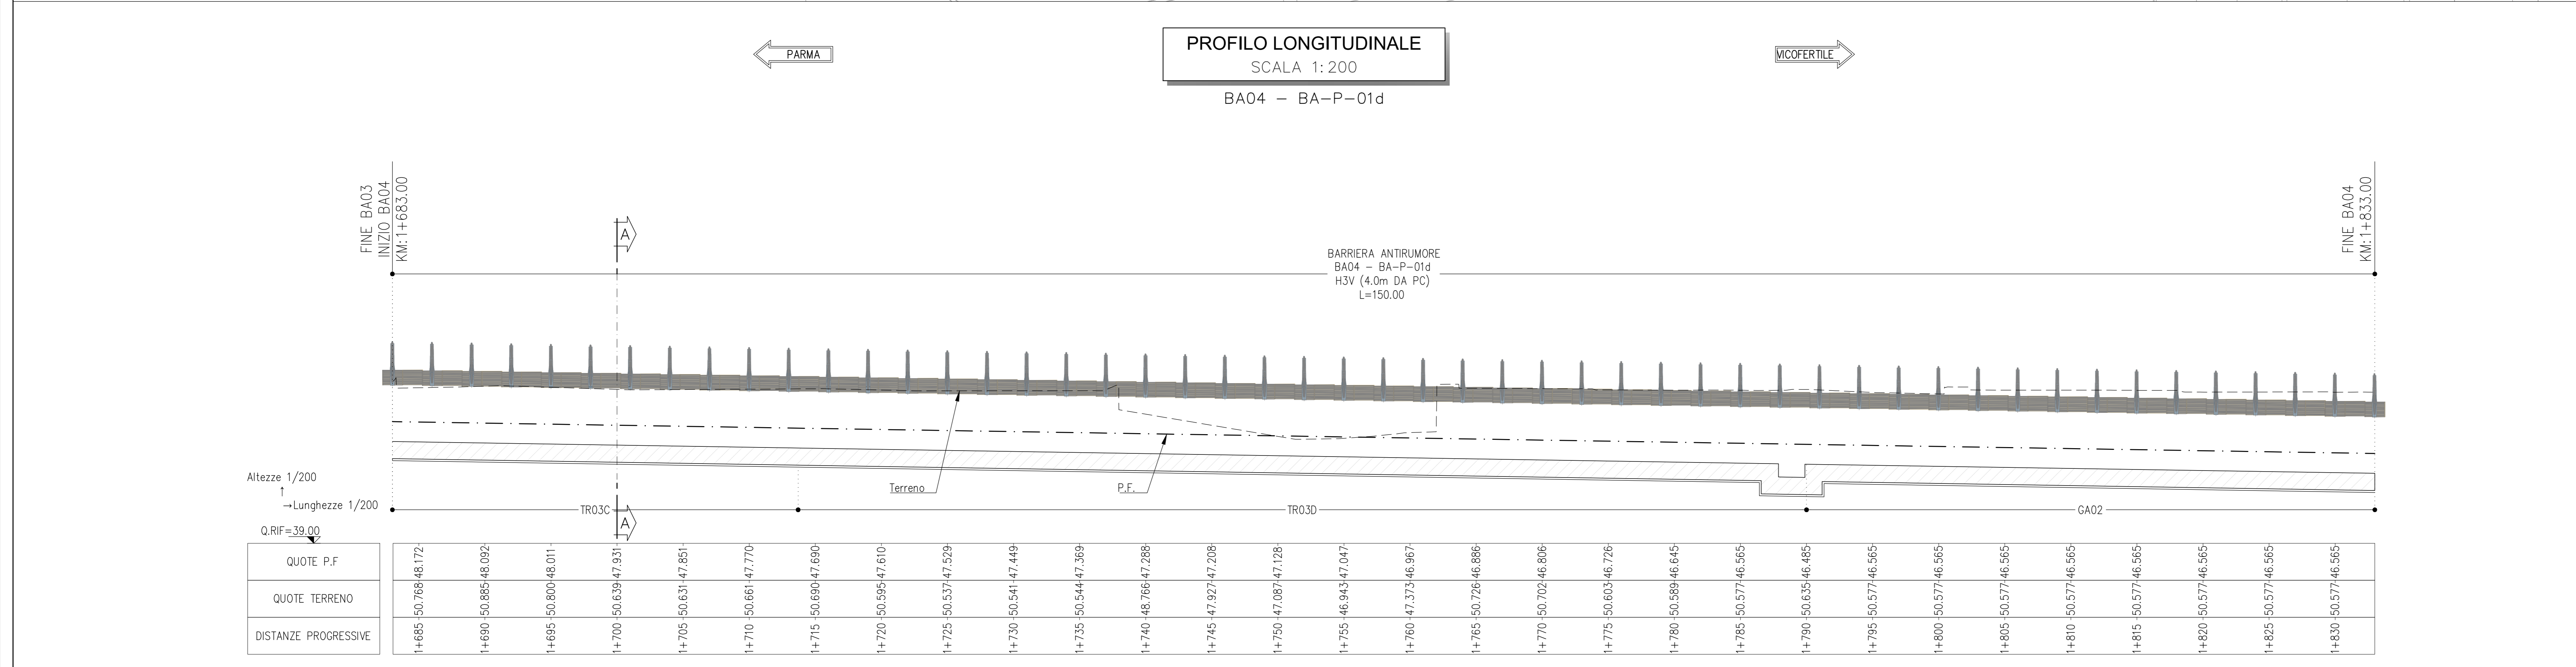 PROFILO LONGITUDINALE
SCALA 1:200
BA04 - BA-P-01d
PARMA
VICOFERTILE
FINE BA03
INIZIO BA04
KM:1+683.00
A
BARRIERA ANTIRUMORE
BA04 - BA-P-01d
H3V (4.0m DA PC)
L=150.00
FINE BA04
KM:1+833.00
Terreno
P.F.
Altezze 1/200
↑
→Lunghezze 1/200
Q.RIF=39.00
TR03C
A
TR03D
GA02
QUOTE P.F 48.172 48.092 48.011 47.931 47.851 47.770 47.690 47.610 47.529 47.449 47.369 47.288 47.208 47.128 47.047 46.967 46.886 46.806 46.726 46.645 46.565 46.485 46.565 46.565 46.565 46.565 46.565 46.565 46.565 46.565
QUOTE TERRENO 50.768 50.885 50.800 50.639 50.631 50.661 50.690 50.595 50.537 50.541 50.544 48.766 47.927 47.087 46.943 47.373 50.726 50.702 50.603 50.589 50.577 50.635 50.577 50.577 50.577 50.577 50.577 50.577 50.577 50.577
DISTANZE PROGRESSIVE 1+685 1+690 1+695 1+700 1+705 1+710 1+715 1+720 1+725 1+730 1+735 1+740 1+745 1+750 1+755 1+760 1+765 1+770 1+775 1+780 1+785 1+790 1+795 1+800 1+805 1+810 1+815 1+820 1+825 1+830